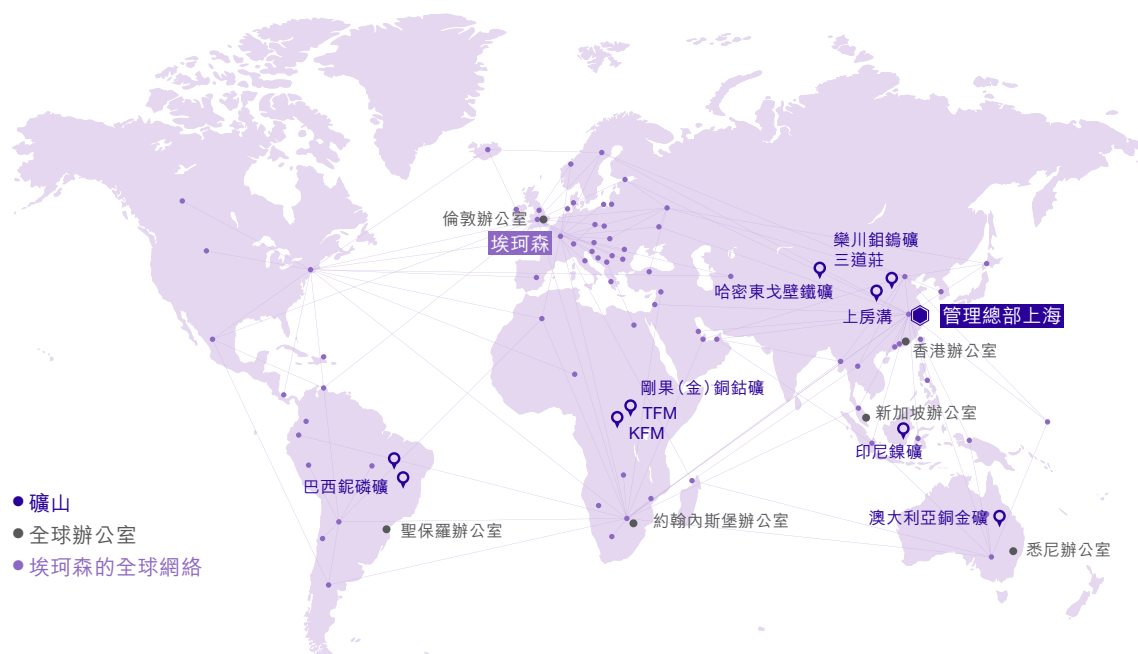 倫敦辦公室
埃珂森
欒川鉬鎢礦
三道莊
哈密東戈壁鐵礦
上房溝
管理總部上海
香港辦公室
剛果(金)銅鈷礦
TFM
KFM
新加坡辦公室
印尼鎳礦
巴西鈮磷礦
礦山
全球辦公室
埃珂森的全球網絡
聖保羅辦公室
約翰內斯堡辦公室
澳大利亞銅金礦
悉尼辦公室